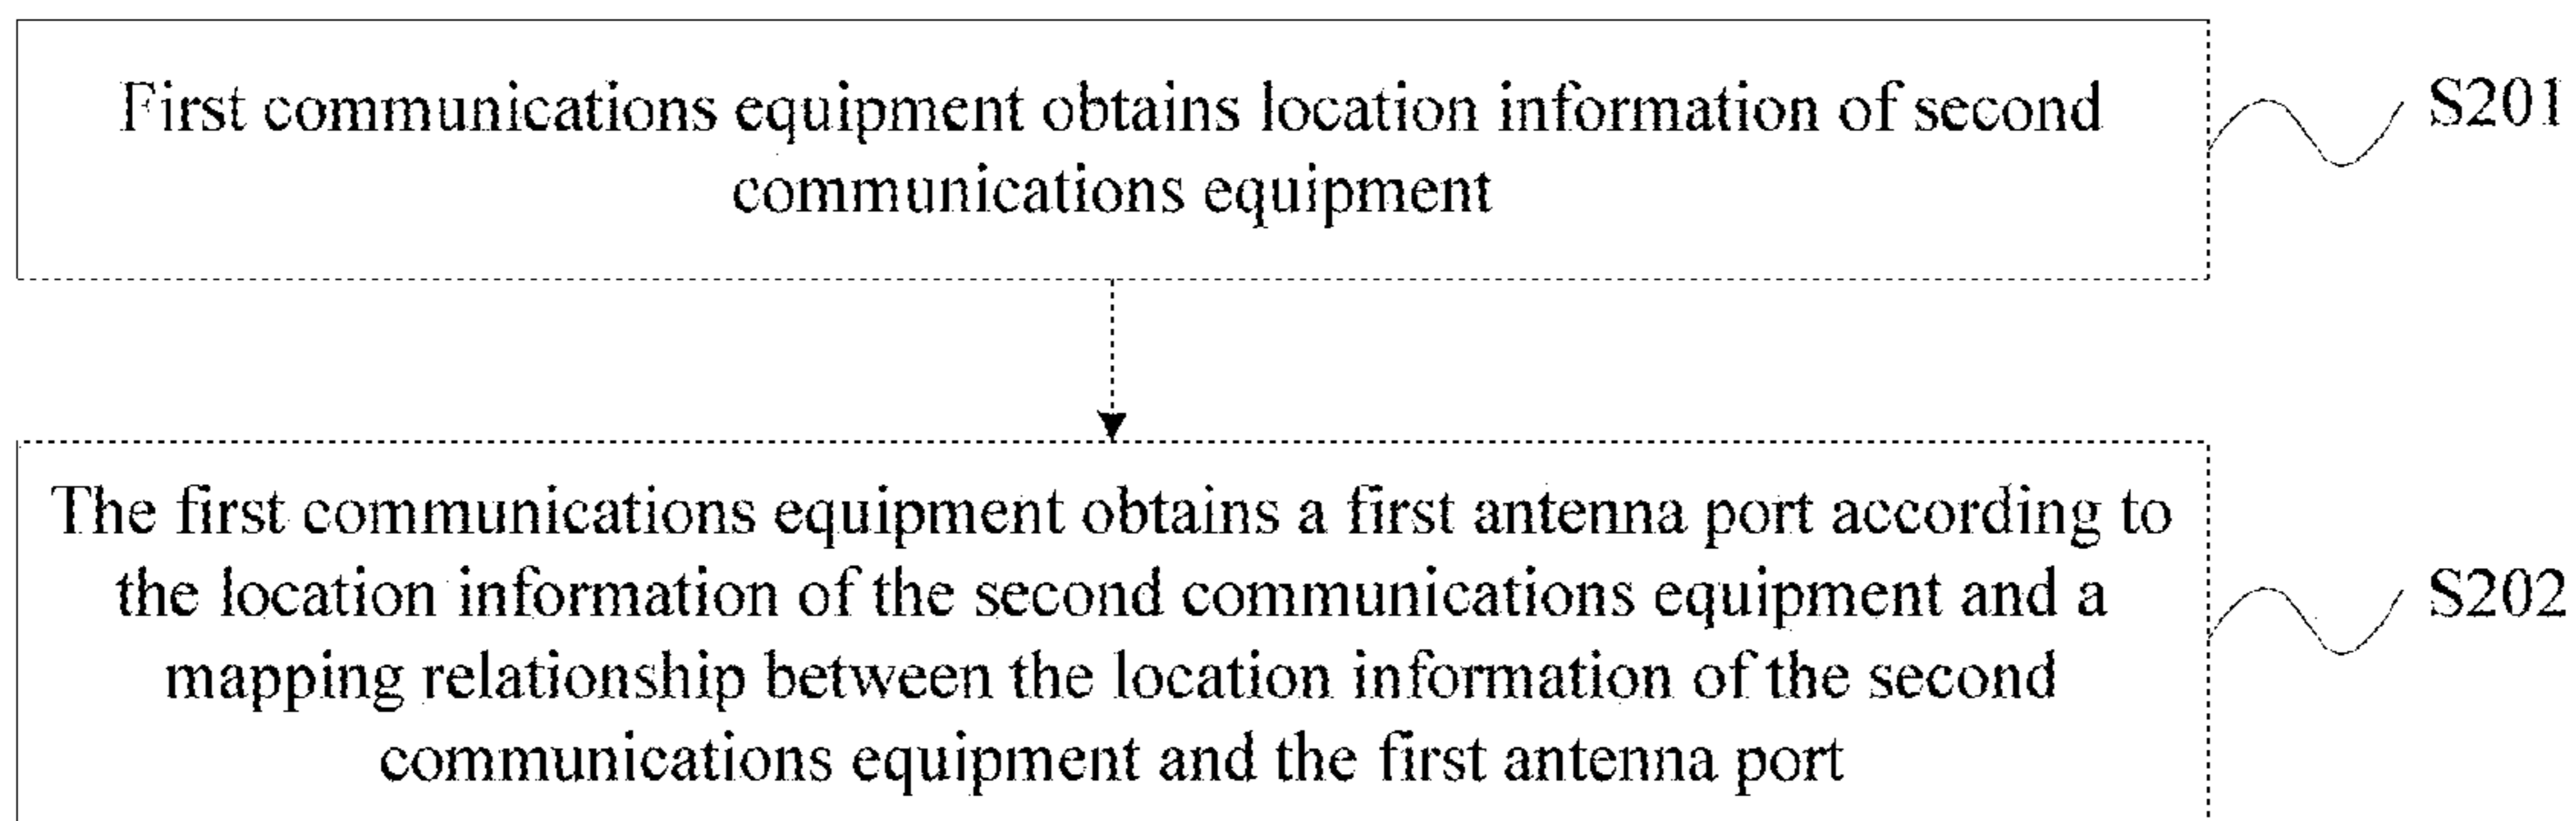 First communications equipment obtains location information of second
communications equipment
S201
The first communications equipment obtains a first antenna port according to
the location information of the second communications equipment and a
mapping relationship between the location information of the second
communications equipment and the first antenna port
S202